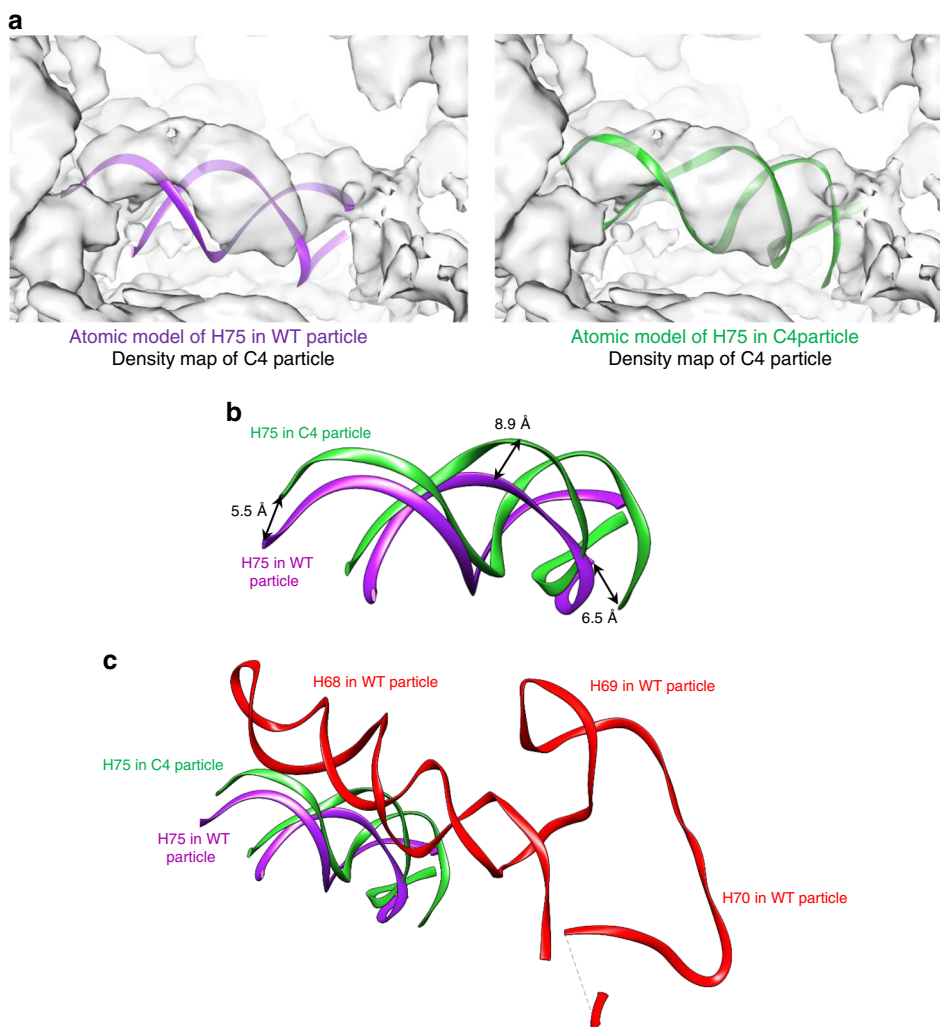 a
Atomic model of H75 in WT particle
Density map of C4 particle
Atomic model of H75 in C4particle
Density map of C4 particle
b
H75 in C4 particle
8.9 Å
5.5 Å
H75 in WT
particle
6.5 Å
c
H68 in WT particle
H69 in WT particle
H75 in C4 particle
H75 in WT
particle
H70 in WT particle